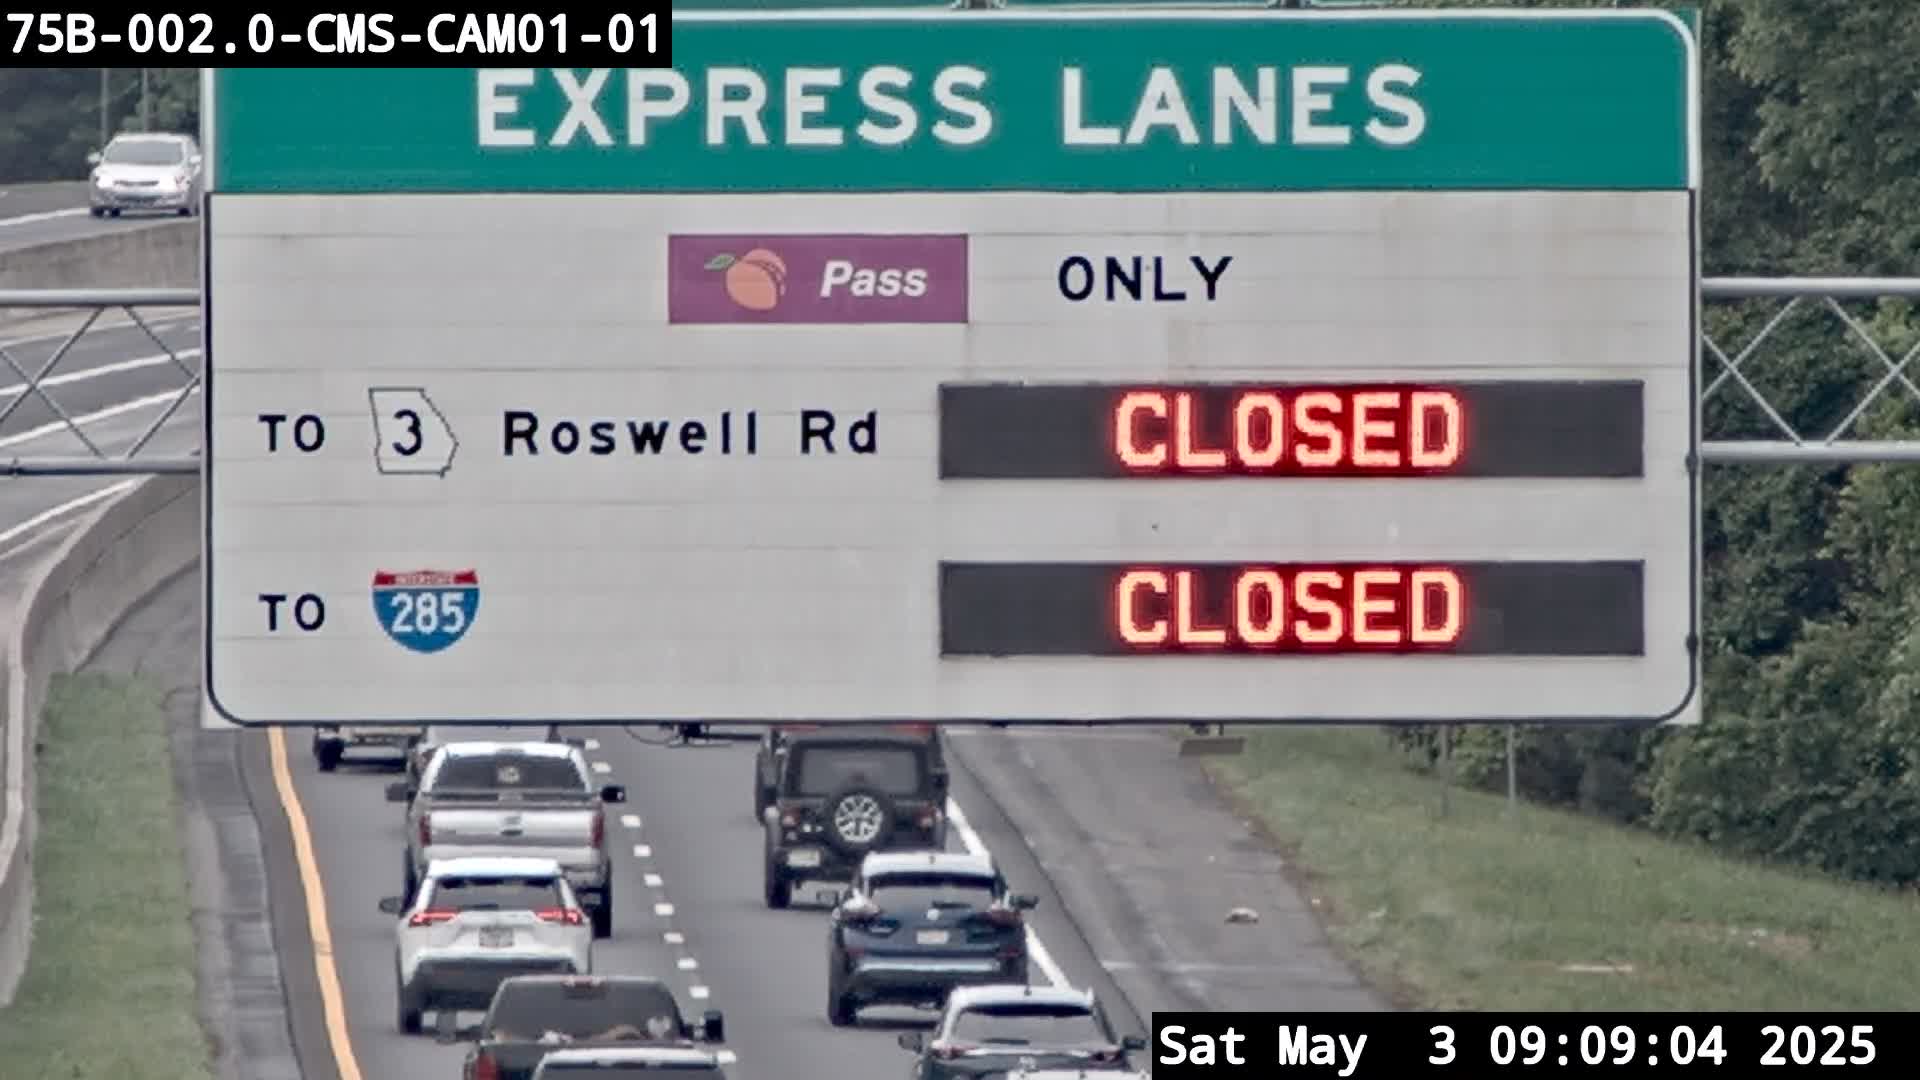 75B-002.0-CMS-CAM01-01
EXPRESS LANES
Pass ONLY
TO 3 Roswell Rd CLOSED
TO INTERSTATE 285 CLOSED
Sat May 3 09:09:04 2025